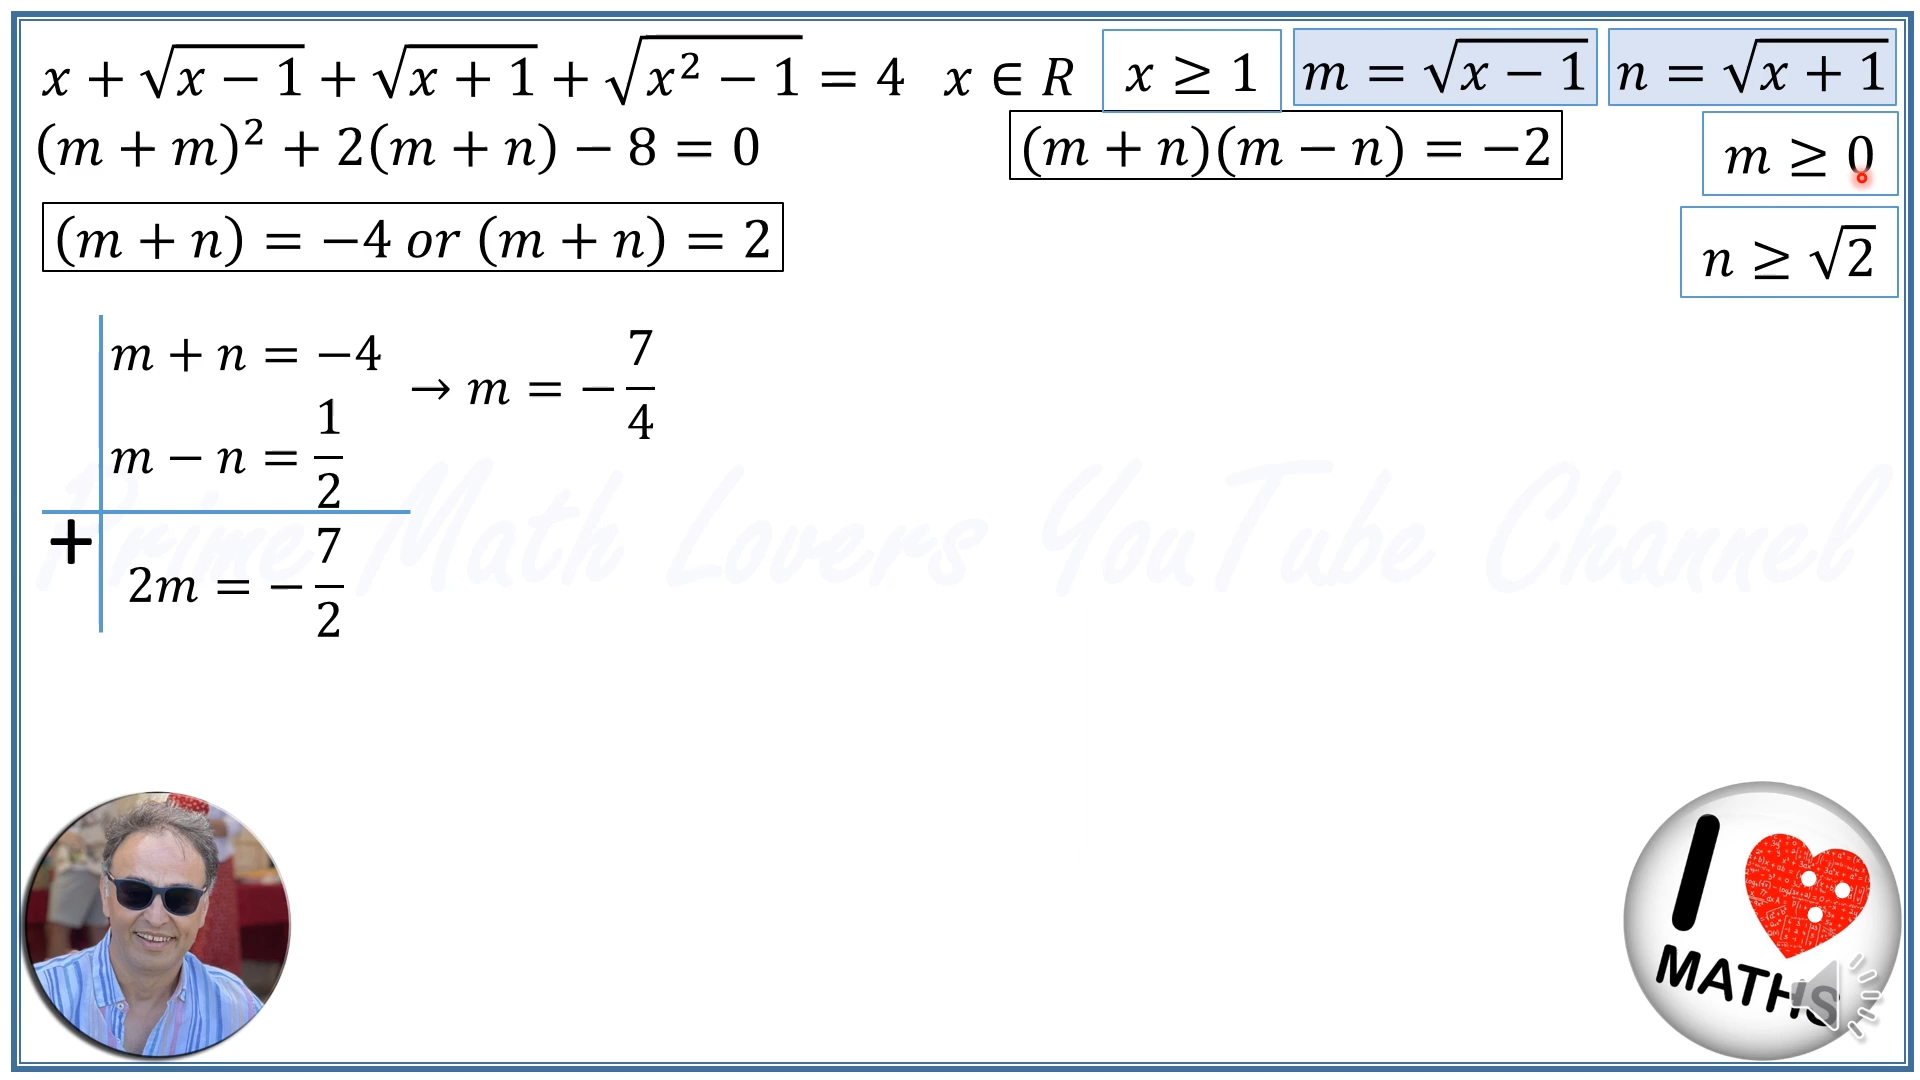 x + √(x − 1) + √(x + 1) + √(x² − 1) = 4 x ∈ R x ≥ 1 m = √(x − 1) n = √(x + 1)
(m + m)² + 2(m + n) − 8 = 0 (m + n)(m − n) = −2 m ≥ 0
(m + n) = −4 or (m + n) = 2 n ≥ √2
m + n = −4 → m = − 7/4
m − n = 1/2
+ 2m = − 7/2
Prime Math Lovers YouTube Channel
I
MATHS